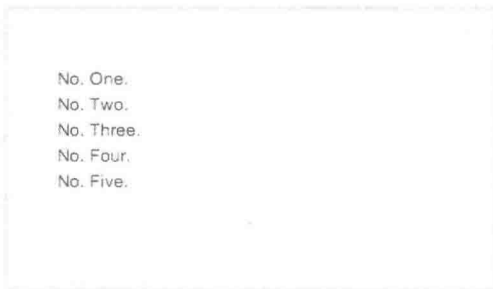 No. One.
No. Two.
No. Three.
No. Four.
No. Five.